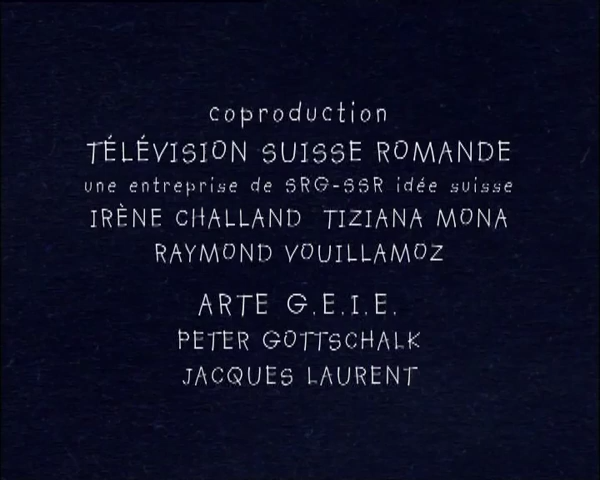 coproduction
TÉLÉVISION SUISSE ROMANDE
une entreprise de SRG-SSR idée suisse
IRÈNE CHALLAND TIZIANA MONA
RAYMOND VOUILLAMOZ
ARTE G.E.I.E.
PETER GOTTSCHALK
JACQUES LAURENT